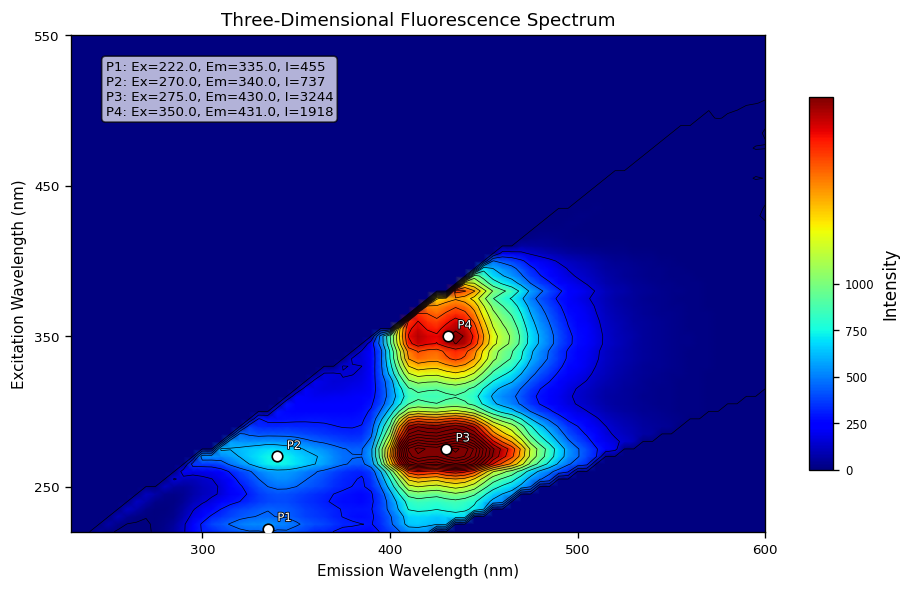 Three-Dimensional Fluorescence Spectrum
550
P1: Ex=222.0, Em=335.0, I=455
P2: Ex=270.0, Em=340.0, I=737
P3: Ex=275.0, Em=430.0, I=3244
P4: Ex=350.0, Em=431.0, I=1918
450
350
250
Excitation Wavelength (nm)
P4
P3
P2
P1
300
400
500
600
Emission Wavelength (nm)
1000
750
500
250
0
Intensity